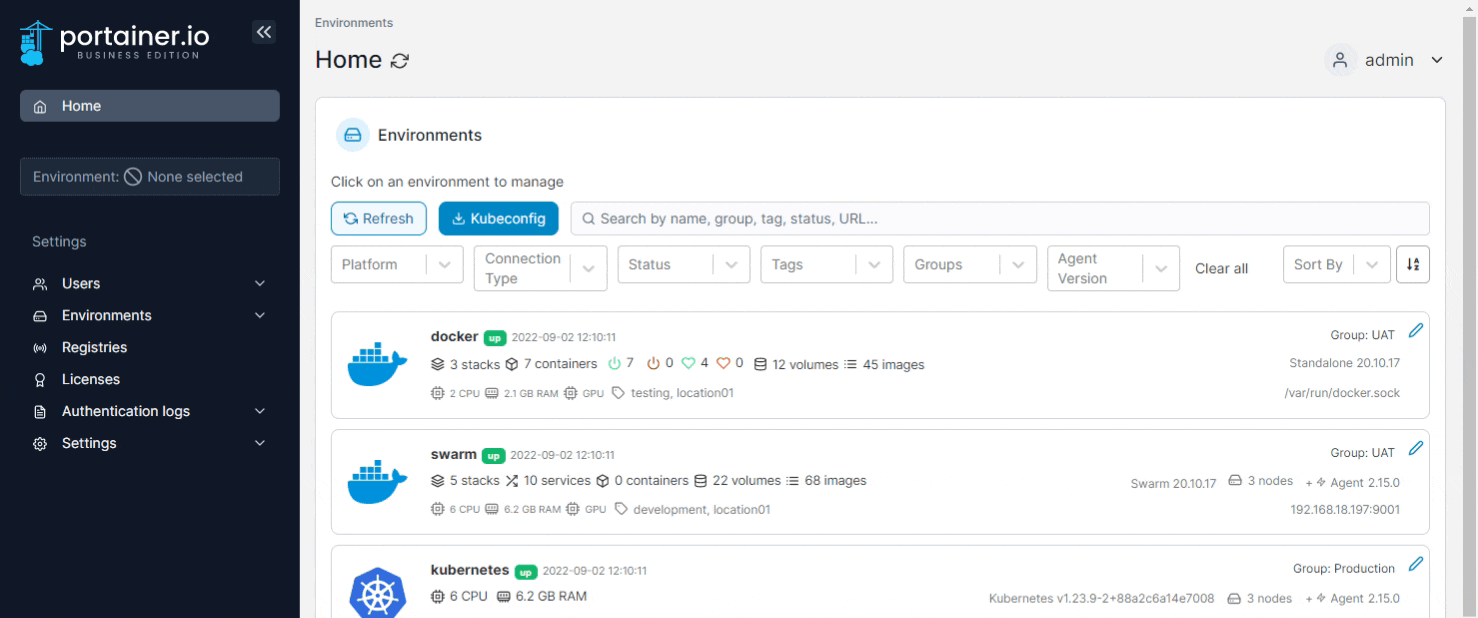 portainer.io
BUSINESS EDITION
Home
Environment: None selected
Settings
Users
Environments
Registries
Licenses
Authentication logs
Settings
Environments
Home
admin
Environments
Click on an environment to manage
Refresh Kubeconfig Search by name, group, tag, status, URL...
Platform Connection Type Status Tags Groups Agent Version Clear all Sort By
docker up 2022-09-02 12:10:11 Group: UAT
3 stacks 7 containers 7 0 4 0 12 volumes 45 images Standalone 20.10.17
2 CPU 2.1 GB RAM GPU testing, location01 /var/run/docker.sock
swarm up 2022-09-02 12:10:11 Group: UAT
5 stacks 10 services 0 containers 22 volumes 68 images Swarm 20.10.17 3 nodes + Agent 2.15.0
6 CPU 6.2 GB RAM GPU development, location01 192.168.18.197:9001
kubernetes up 2022-09-02 12:10:11 Group: Production
6 CPU 6.2 GB RAM Kubernetes v1.23.9-2+88a2c6a14e7008 3 nodes + Agent 2.15.0